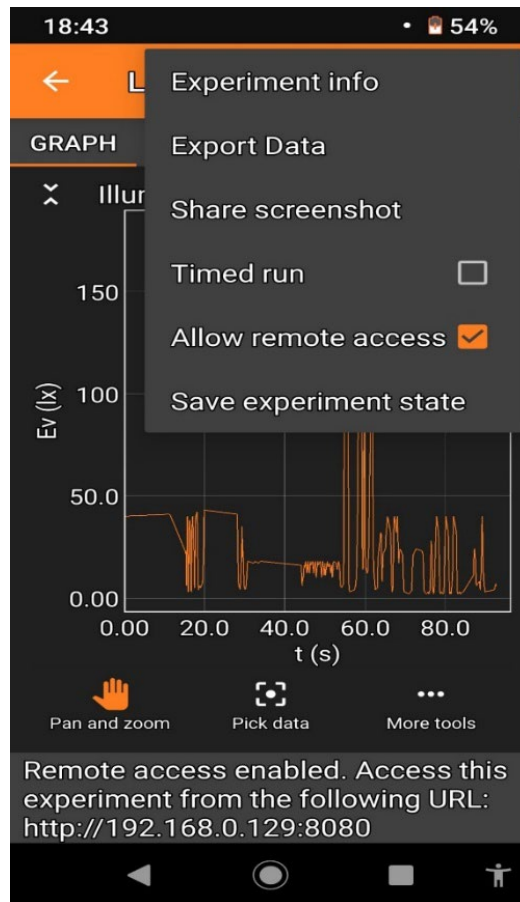 18:43
54%
L
Experiment info
GRAPH
Export Data
Illur
Share screenshot
Timed run
Allow remote access
Save experiment state
Ev (lx)
150
100
50.0
0.00
0.00 20.0 40.0 60.0 80.0
t (s)
Pan and zoom Pick data More tools
Remote access enabled. Access this
experiment from the following URL:
http://192.168.0.129:8080